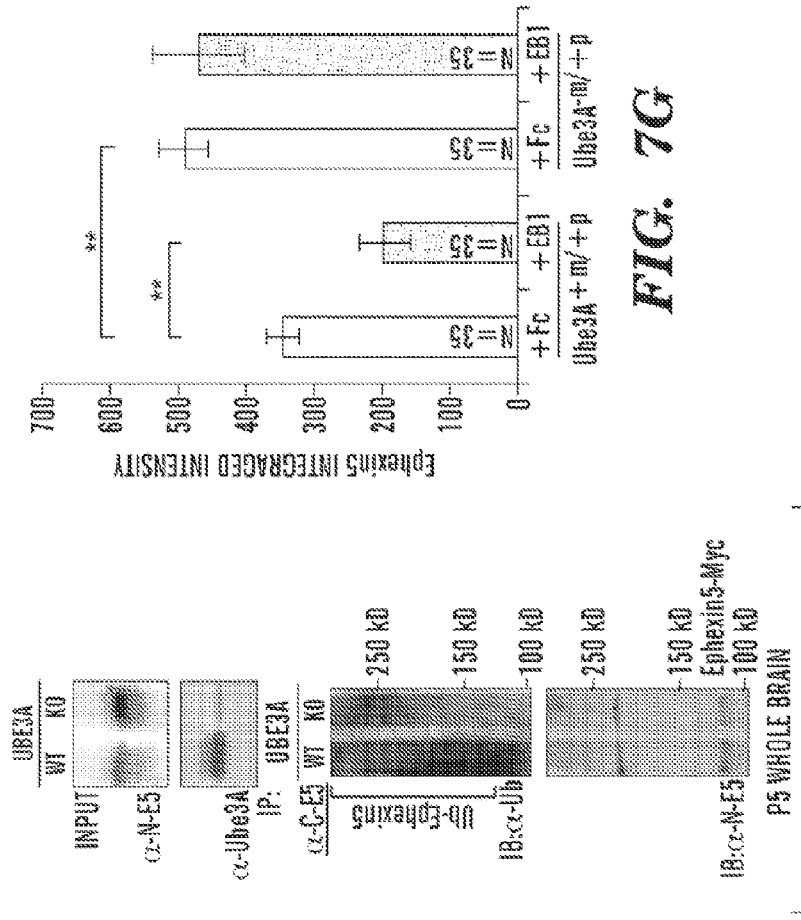 UBE3A
WT KO
INPUT
α-N-E5
α-Ube3A
IP: UBE3A
α-C-E5 WT KO
250 kD
150 kD
100 kD
Ub-Ephexin5
IB:α-Ub
250 kD
150 kD
Ephexin5-Myc
100 kD
IB:α-N-E5
P5 WHOLE BRAIN
Ephexin5 INTEGRAGED INTENSITY
700
600
500
400
300
200
100
0
**
**
N=35
N=35
N=35
N=35
+Fc +EB1 +Fc +EB1
Ube3A+m/+p Ube3A-m/+p
FIG. 7G